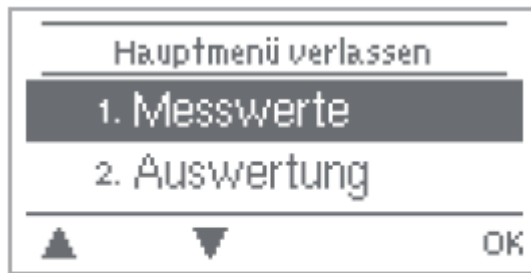 Hauptmenü verlassen
1. Messwerte
2. Auswertung
▲ ▼ OK